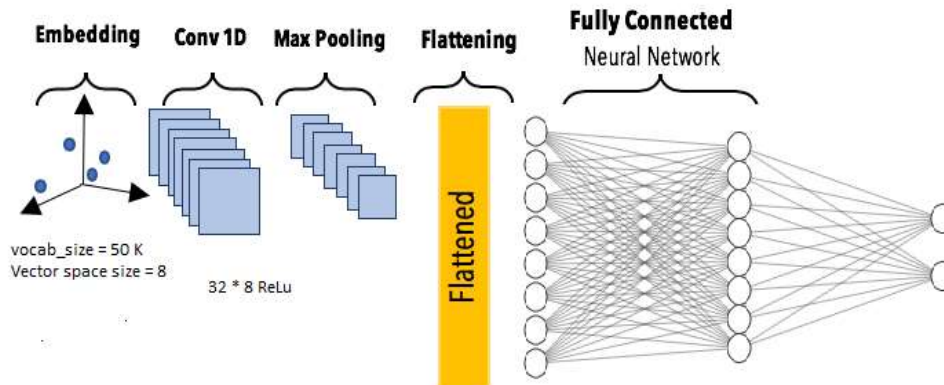 Embedding
Conv 1D
Max Pooling
Flattening
Fully Connected
Neural Network
vocab_size = 50 K
Vector space size = 8
32 * 8 ReLu
Flattened